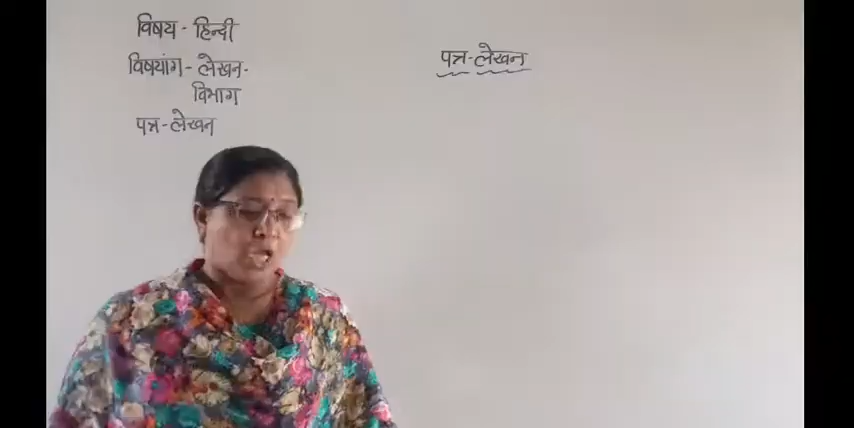 विषय - हिन्दी
विषयांग - लेखन-
विभाग
पत्र - लेखन
पत्र-लेखन